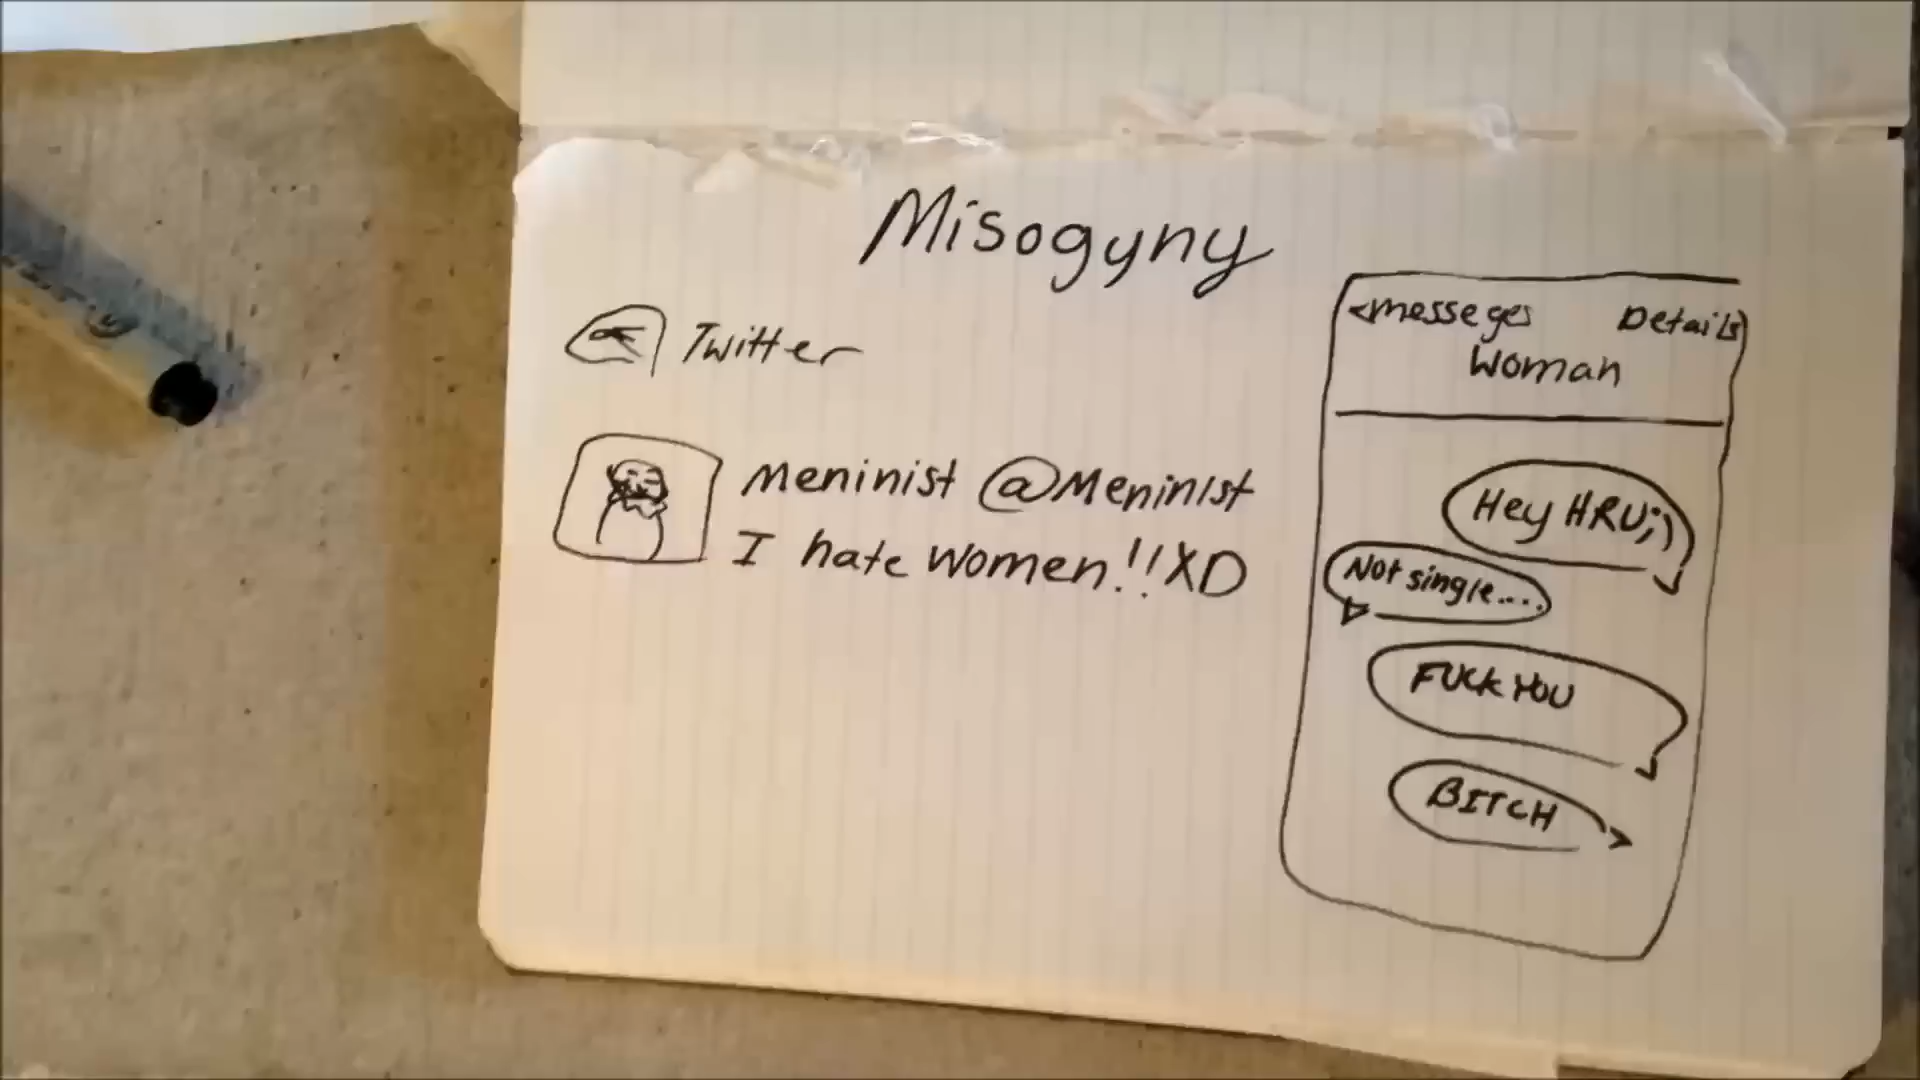 Misogyny
Twitter
Meninist @Meninist
I hate women!! XD
<Messeges Details
Woman
Hey HRU;)
Not single....
FUCK YOU
BITCH